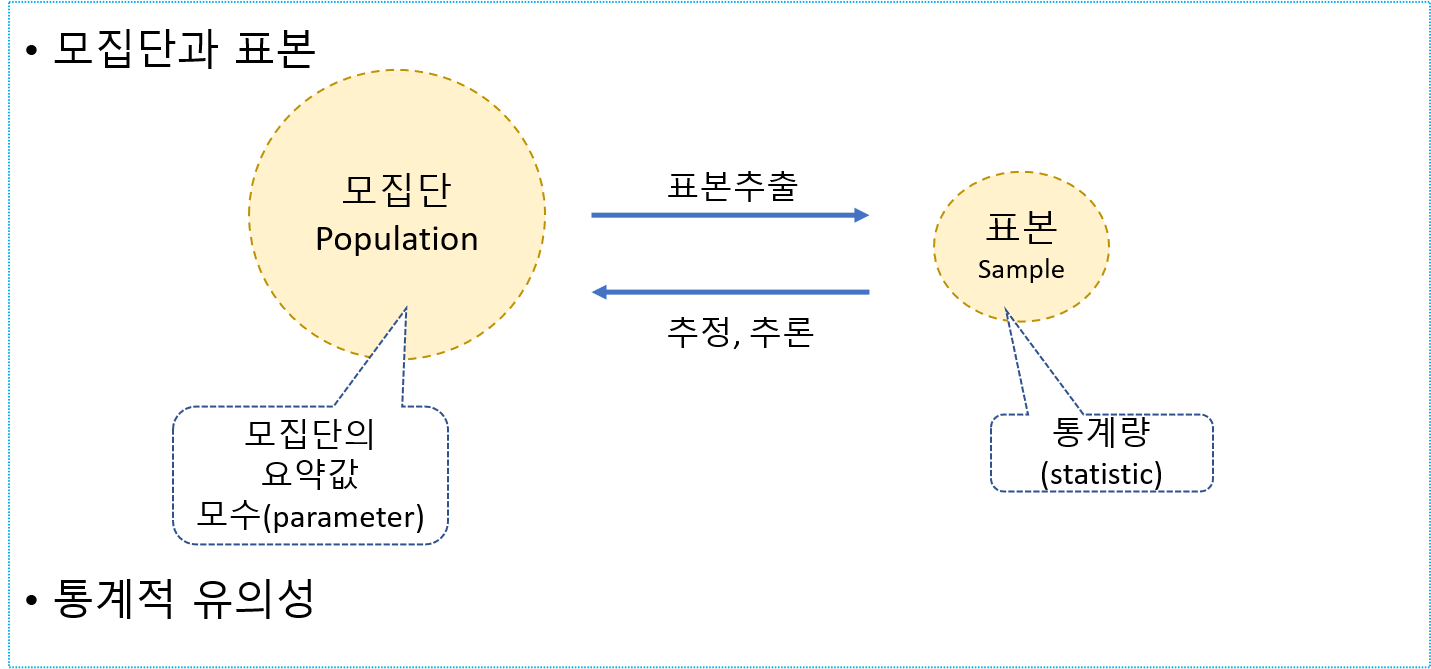 • 모집단과 표본
모집단
Population
표본추출
추정, 추론
표본
Sample
모집단의
요약값
모수(parameter)
통계량
(statistic)
• 통계적 유의성